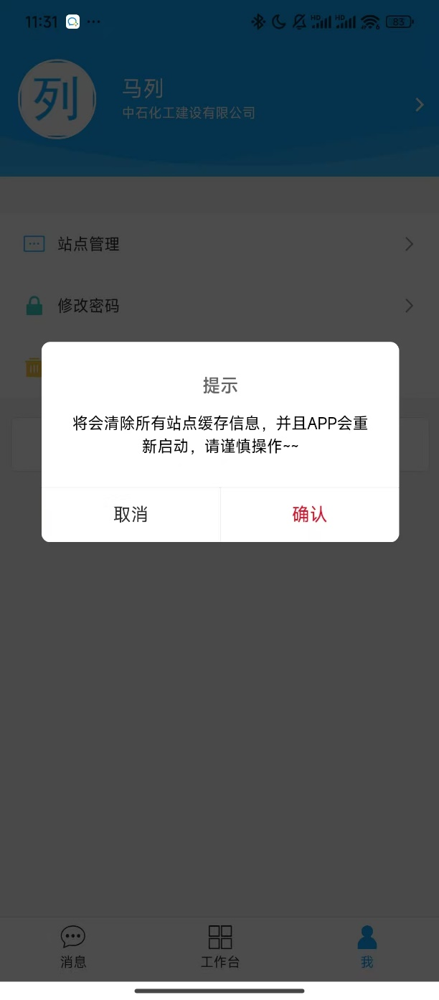 11:31
HD
HD
83
列
马列
中石化工建设有限公司
站点管理
修改密码
提示
将会清除所有站点缓存信息，并且APP会重
新启动，请谨慎操作~~
取消
确认
消息
工作台
我